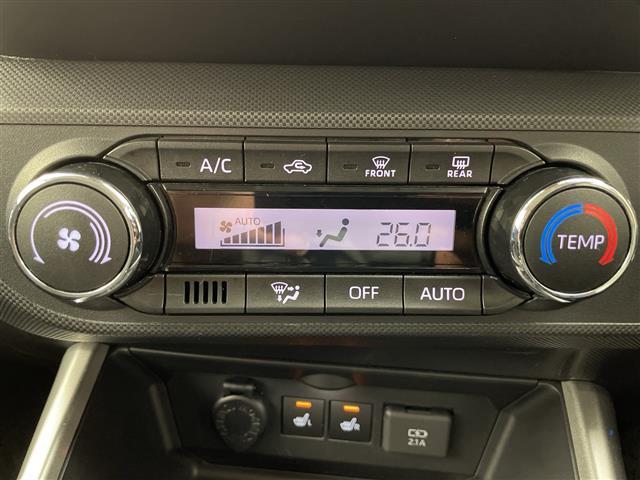 A/C
FRONT
REAR
AUTO
26.0
TEMP
OFF
AUTO
L
R
2.1A